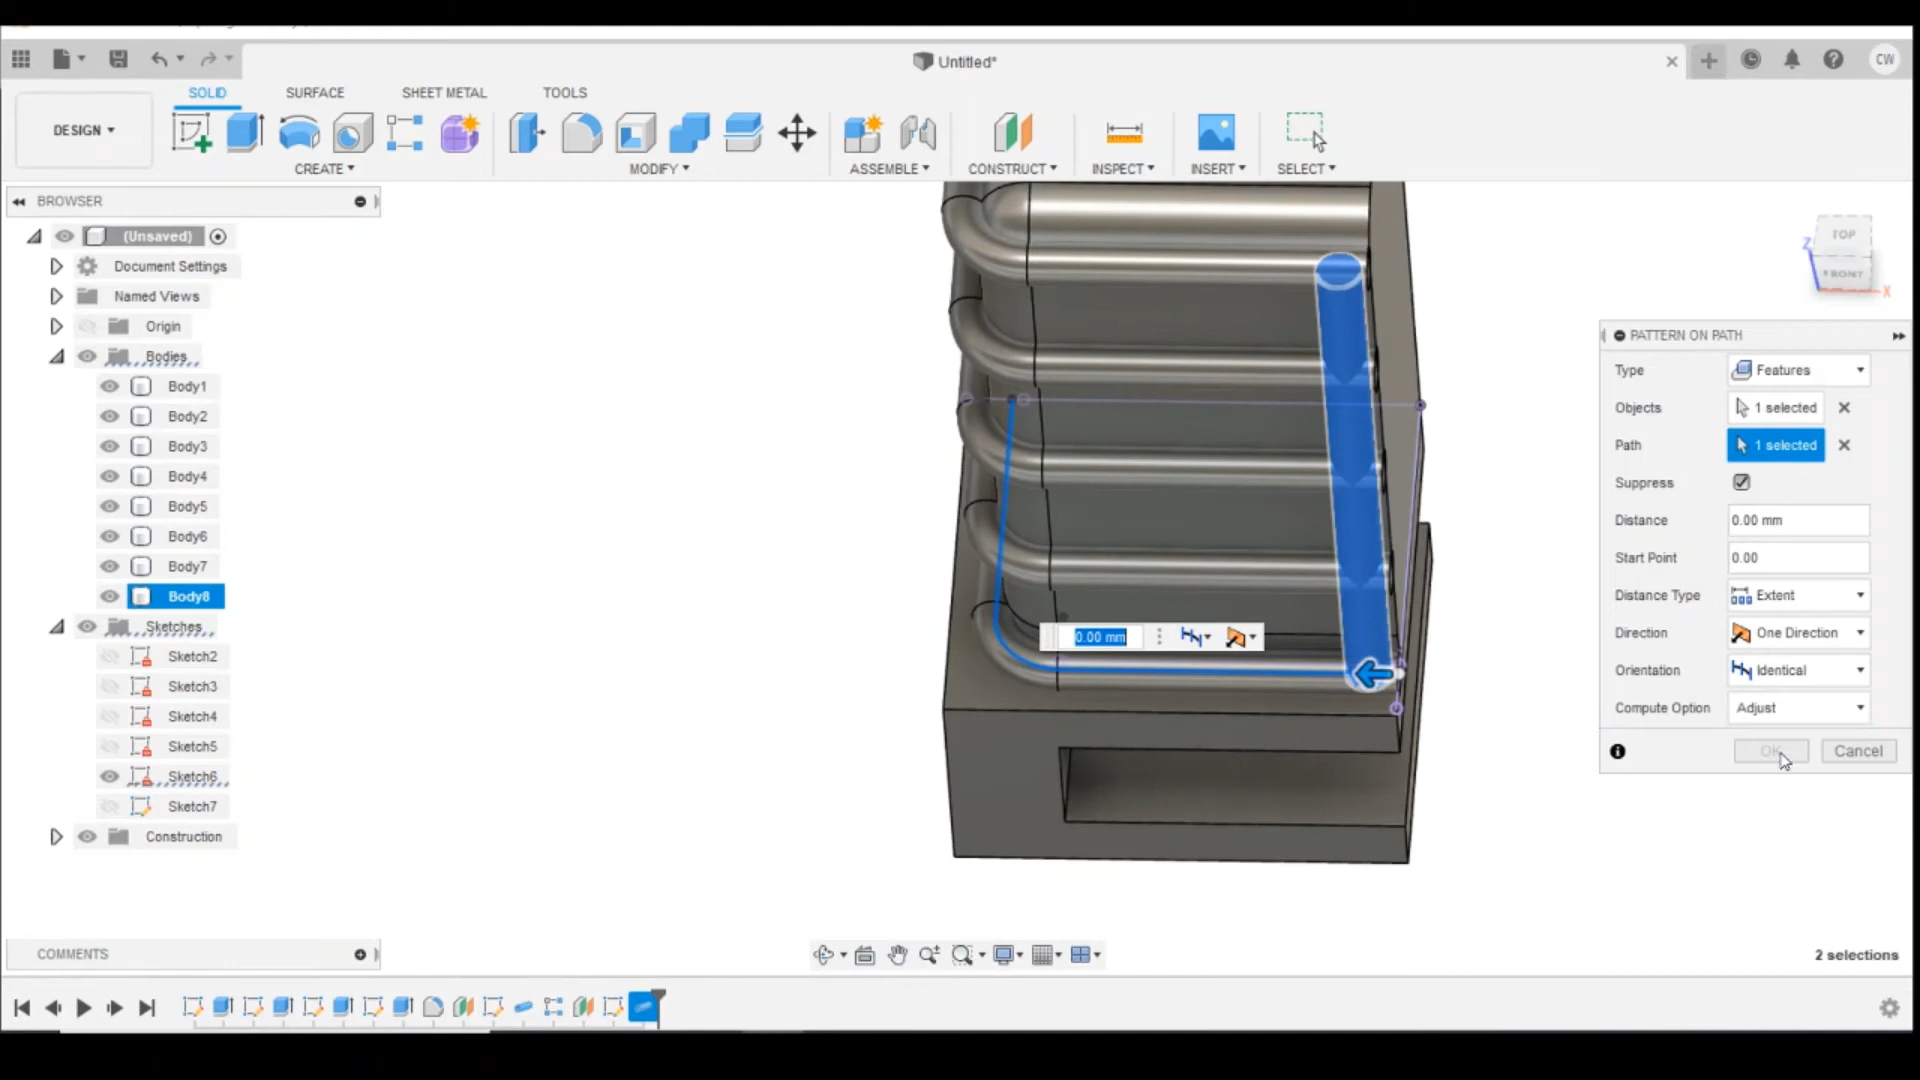 Untitled*
CW
DESIGN
SOLID
SURFACE
SHEET METAL
TOOLS
CREATE
MODIFY
ASSEMBLE
CONSTRUCT
INSPECT
INSERT
SELECT
BROWSER
(Unsaved)
Document Settings
Named Views
Origin
Bodies
Body1
Body2
Body3
Body4
Body5
Body6
Body7
Body8
Sketches
Sketch2
Sketch3
Sketch4
Sketch5
Sketch6
Sketch7
Construction
TOP
FRONT
Z
X
PATTERN ON PATH
Type Features
Objects 1 selected
Path 1 selected
Suppress
Distance 0.00 mm
Start Point 0.00
Distance Type Extent
Direction One Direction
Orientation Identical
Compute Option Adjust
OK Cancel
0.00 mm
COMMENTS
2 selections